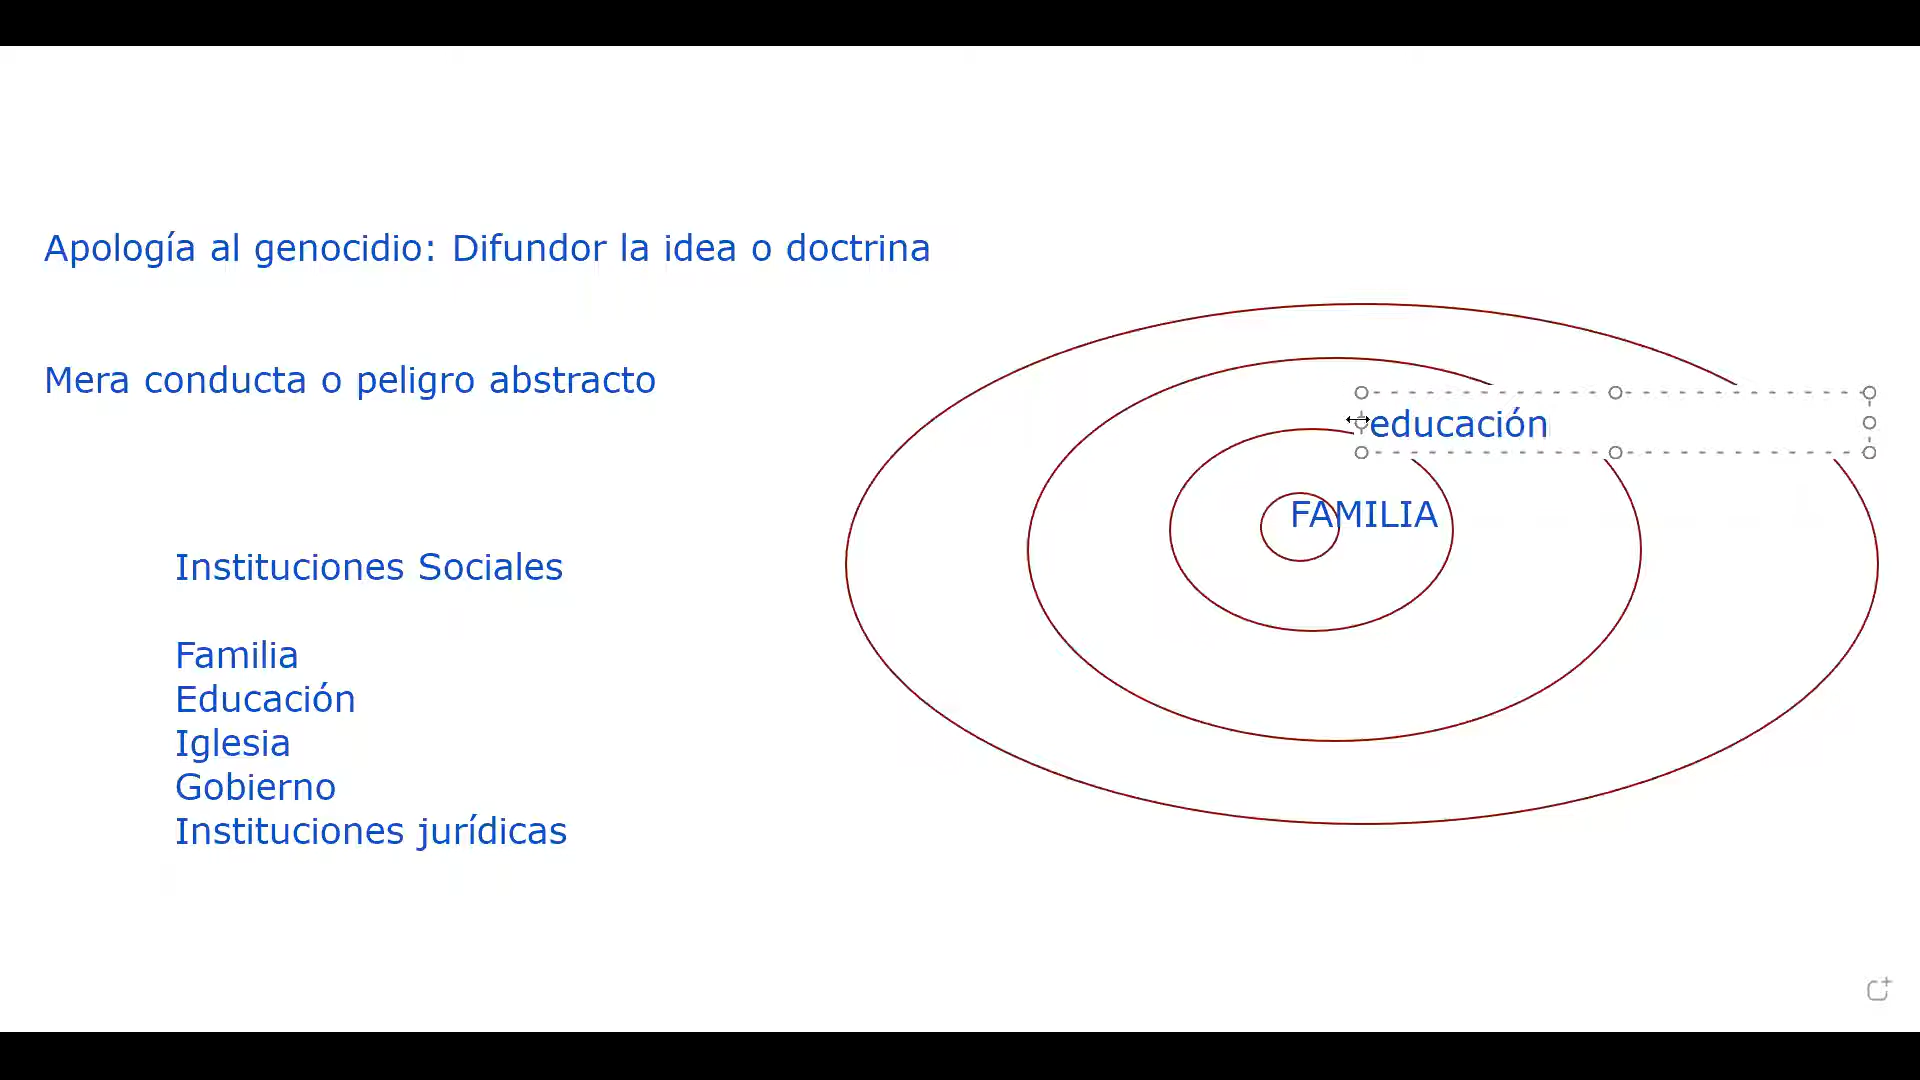 Apología al genocidio: Difundor la idea o doctrina
Mera conducta o peligro abstracto
educación
FAMILIA
Instituciones Sociales
Familia
Educación
Iglesia
Gobierno
Instituciones jurídicas